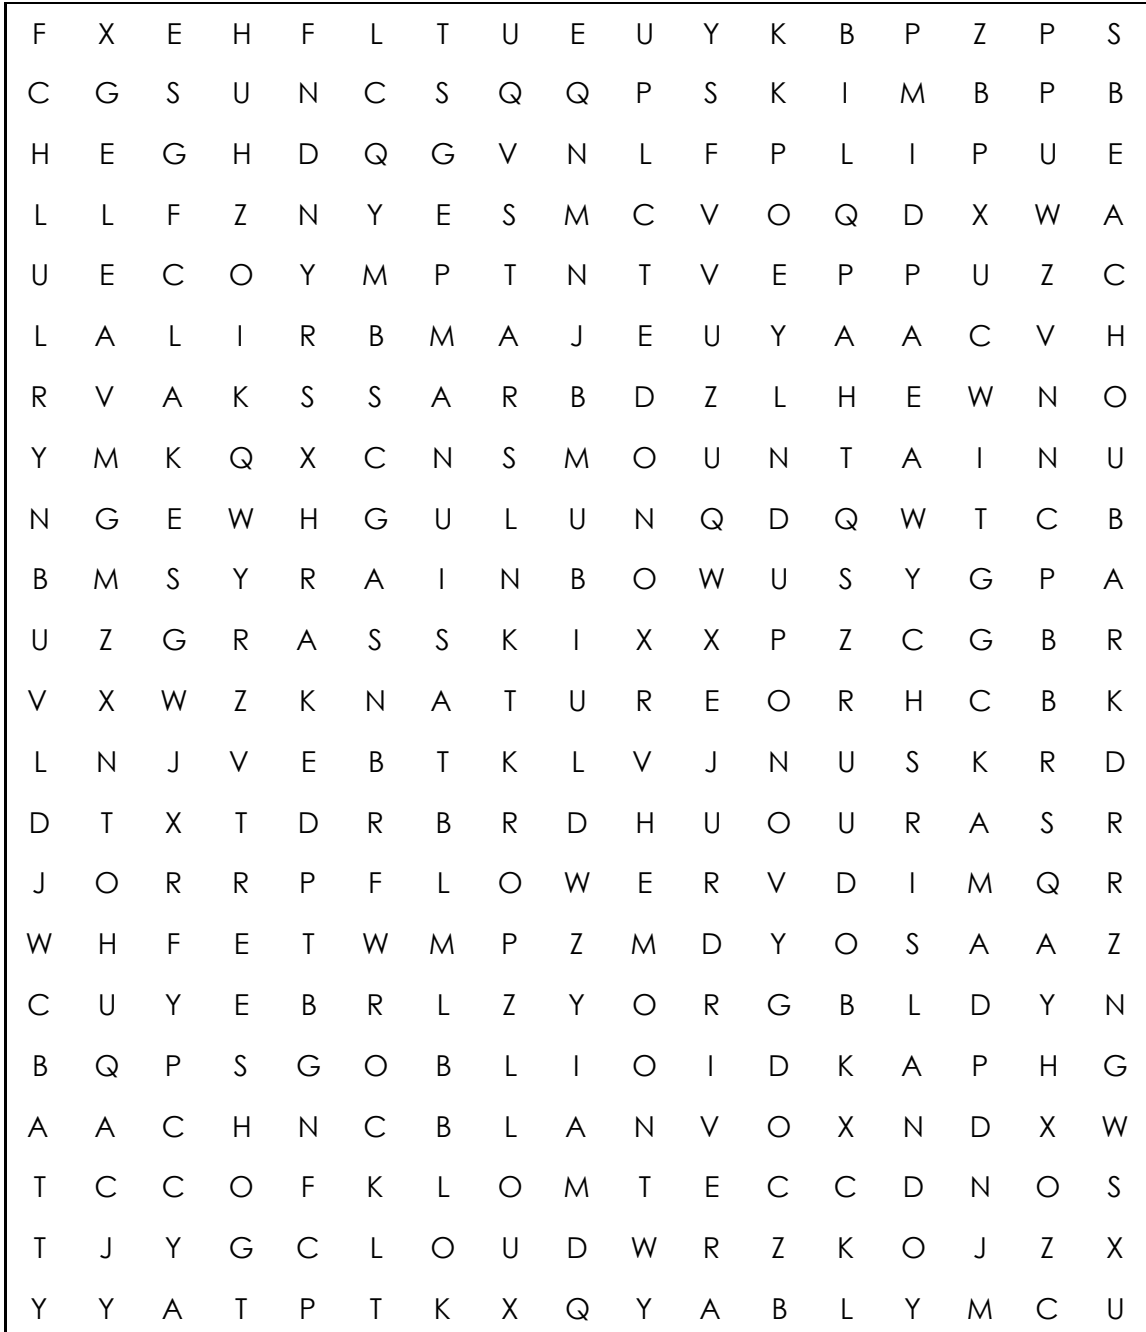 F X E H F L T U E U Y K B P Z P S
C G S U N C S Q Q P S K I M B P B
H E G H D Q G V N L F P L I P U E
L L F Z N Y E S M C V O Q D X W A
U E C O Y M P T N T V E P P U Z C
L A L I R B M A J E U Y A A C V H
R V A K S S A R B D Z L H E W N O
Y M K Q X C N S M O U N T A I N U
N G E W H G U L U N Q D Q W T C B
B M S Y R A I N B O W U S Y G P A
U Z G R A S S K I X X P Z C G B R
V X W Z K N A T U R E O R H C B K
L N J V E B T K L V J N U S K R D
D T X T D R B R D H U O U R A S R
J O R R P F L O W E R V D I M Q R
W H F E T W M P Z M D Y O S A A Z
C U Y E B R L Z Y O R G B L D Y N
B Q P S G O B L I O I D K A P H G
A A C H N C B L A N V O X N D X W
T C C O F K L O M T E C C D N O S
T J Y G C L O U D W R Z K O J Z X
Y Y A T P T K X Q Y A B L Y M C U